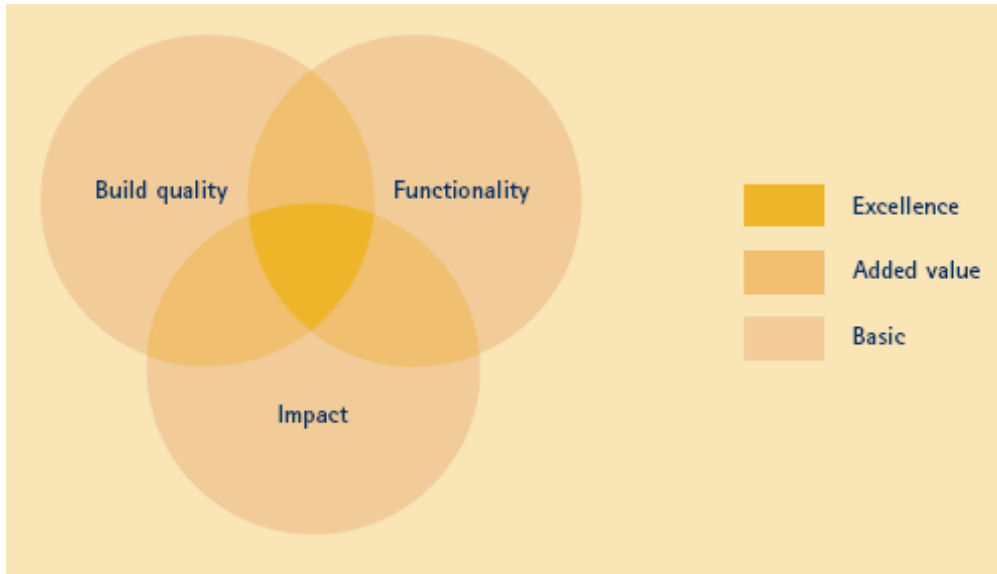 Build quality
Functionality
Impact
Excellence
Added value
Basic